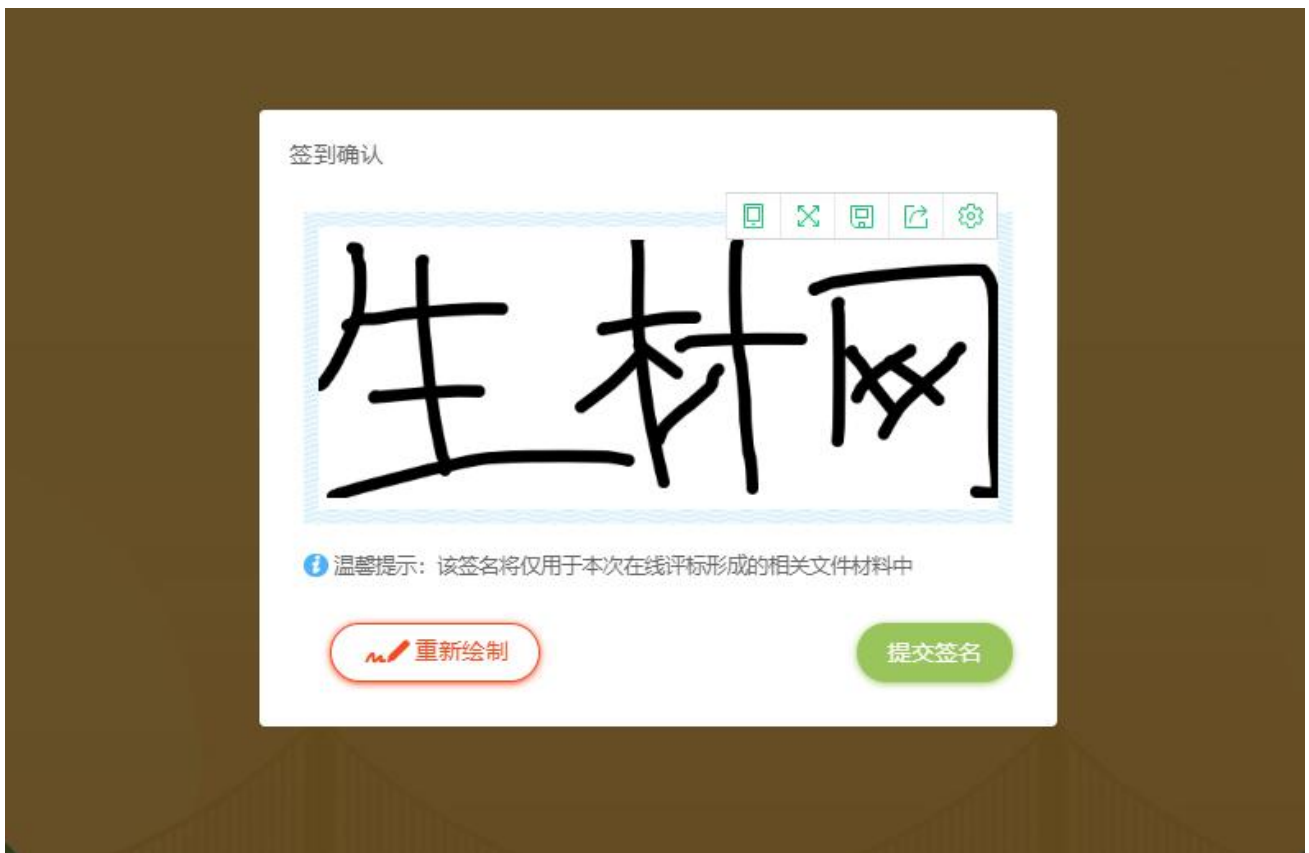 签到确认
生材网
温馨提示：该签名将仅用于本次在线评标形成的相关文件材料中
重新绘制
提交签名